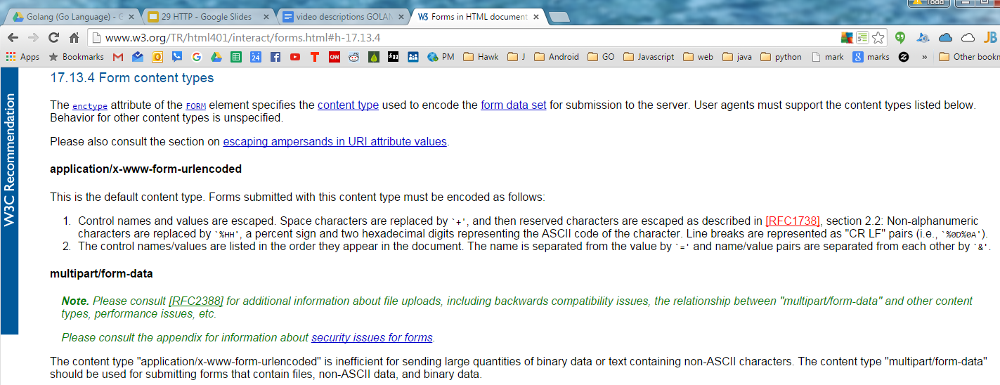 Golang (Go Language) - G
29 HTTP - Google Slides
video descriptions GOLAN
W3 Forms in HTML document
Todd
www.w3.org/TR/html401/interact/forms.html#h-17.13.4
Apps Bookmarks 24 CNN digg PM Hawk J Android GO Javascript web java python mark marks » Other bookm
17.13.4 Form content types
The enctype attribute of the FORM element specifies the content type used to encode the form data set for submission to the server. User agents must support the content types listed below.
Behavior for other content types is unspecified.
Please also consult the section on escaping ampersands in URI attribute values.
W3C Recommendation
application/x-www-form-urlencoded
This is the default content type. Forms submitted with this content type must be encoded as follows:
1. Control names and values are escaped. Space characters are replaced by `+', and then reserved characters are escaped as described in [RFC1738], section 2.2: Non-alphanumeric
characters are replaced by `%HH', a percent sign and two hexadecimal digits representing the ASCII code of the character. Line breaks are represented as "CR LF" pairs (i.e., `%0D%0A').
2. The control names/values are listed in the order they appear in the document. The name is separated from the value by `=' and name/value pairs are separated from each other by `&'.
multipart/form-data
Note. Please consult [RFC2388] for additional information about file uploads, including backwards compatibility issues, the relationship between "multipart/form-data" and other content
types, performance issues, etc.
Please consult the appendix for information about security issues for forms.
The content type "application/x-www-form-urlencoded" is inefficient for sending large quantities of binary data or text containing non-ASCII characters. The content type "multipart/form-data"
should be used for submitting forms that contain files, non-ASCII data, and binary data.